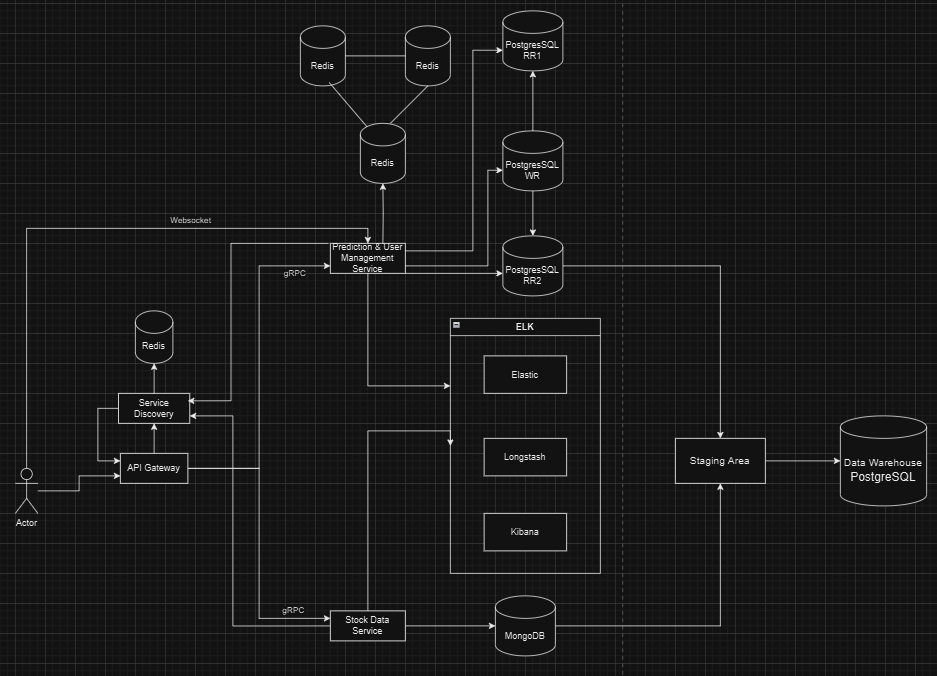 PostgresSQL
RR1
Redis
Redis
Redis
PostgresSQL
WR
Websocket
Prediction & User
Management
Service
gRPC
PostgresSQL
RR2
ELK
Redis
Elastic
Service
Discovery
API Gateway
Longstash
Staging Area
Data Warehouse
PostgreSQL
Actor
Kibana
gRPC
Stock Data
Service
MongoDB